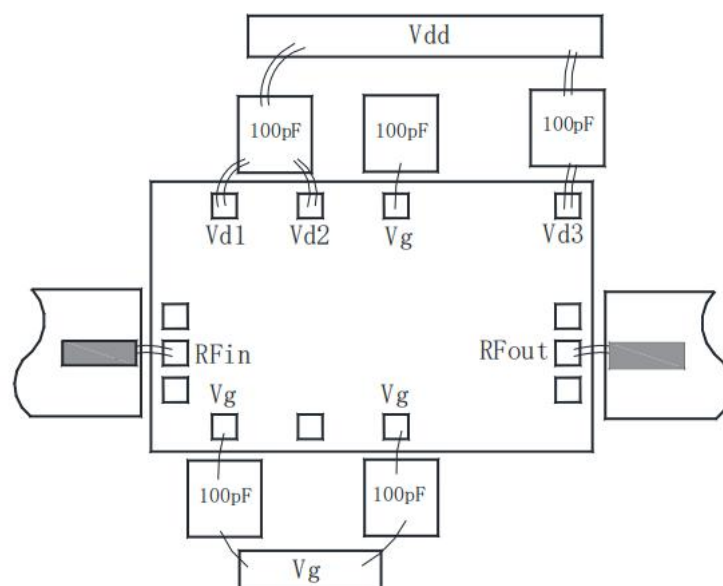 Vdd
100pF
100pF
100pF
Vd1
Vd2
Vg
Vd3
RFin
RFout
Vg
Vg
100pF
100pF
Vg